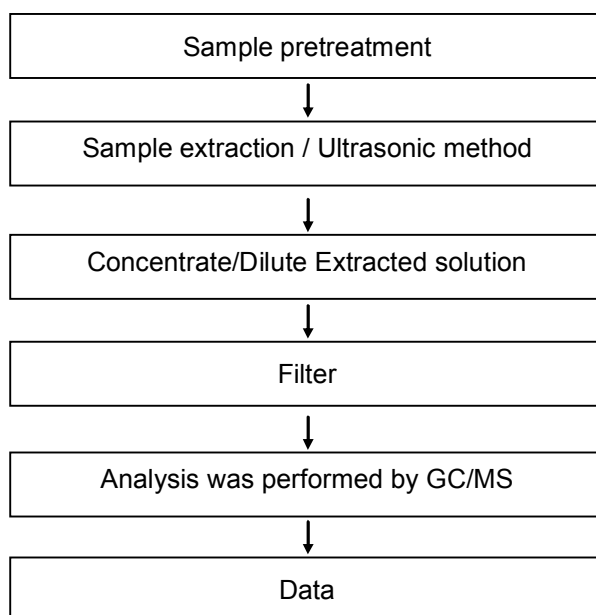 Sample pretreatment
Sample extraction / Ultrasonic method
Concentrate/Dilute Extracted solution
Filter
Analysis was performed by GC/MS
Data